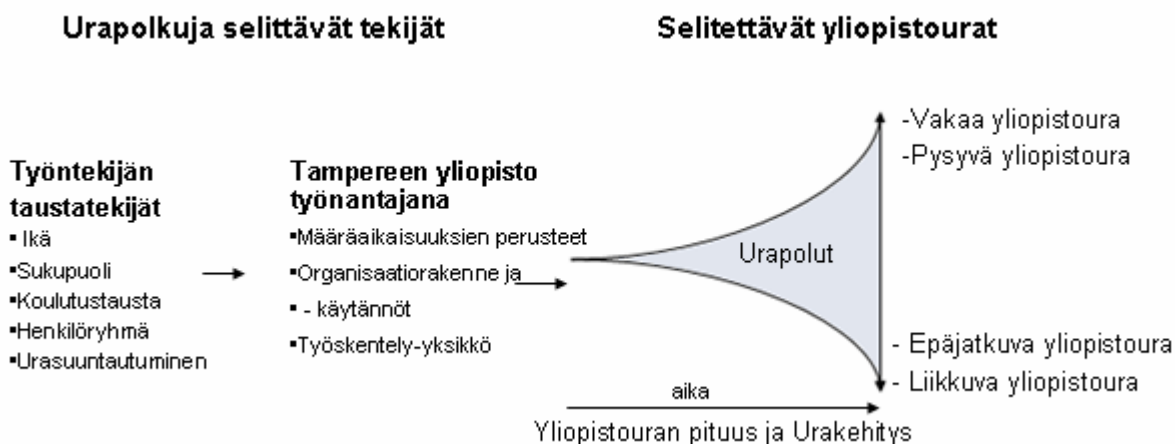 Urapolkuja selittävät tekijät
Selitettävät yliopistourat
Työntekijän
taustatekijät
▪ Ikä
▪Sukupuoli
▪Koulutustausta
▪Henkilöryhmä
▪Urasuuntautuminen
Tampereen yliopisto
työnantajana
▪Määräaikaisuuksien perusteet
▪Organisaatiorakenne ja
▪ - käytännöt
▪Työskentely-yksikkö
Urapolut
-Vakaa yliopistoura
-Pysyvä yliopistoura
- Epäjatkuva yliopistoura
- Liikkuva yliopistoura
aika
Yliopistouran pituus ja Urakehitys